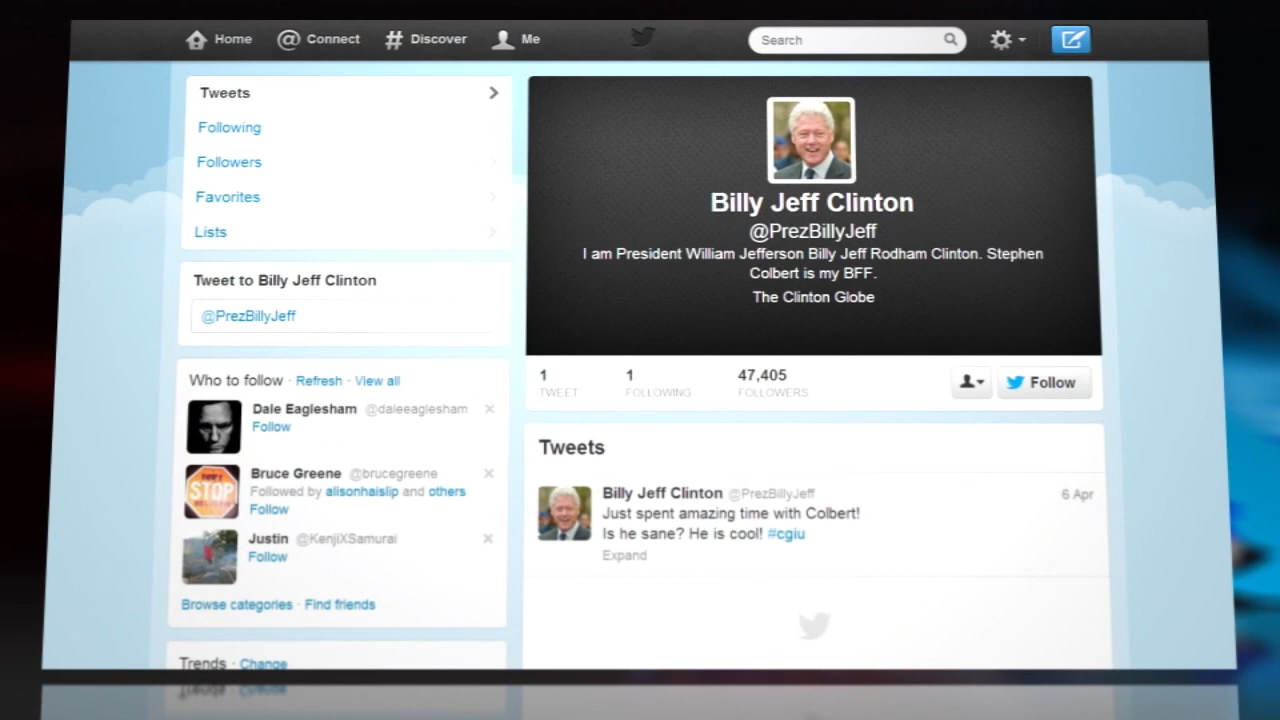 Home
Connect
Discover
Me
Search
Tweets
Following
Followers
Favorites
Lists
Tweet to Billy Jeff Clinton
@PrezBillyJeff
Who to follow · Refresh · View all
Dale Eaglesham @daleeaglesham
Follow
Bruce Greene @brucegreene
Followed by alisonhaislip and others
Follow
STOP
Justin @KenjiXSamurai
Follow
Browse categories · Find friends
Trends · Change
Billy Jeff Clinton
@PrezBillyJeff
I am President William Jefferson Billy Jeff Rodham Clinton. Stephen
Colbert is my BFF.
The Clinton Globe
1
TWEET
1
FOLLOWING
47,405
FOLLOWERS
Follow
Tweets
Billy Jeff Clinton @PrezBillyJeff 6 Apr
Just spent amazing time with Colbert!
Is he sane? He is cool! #cgiu
Expand